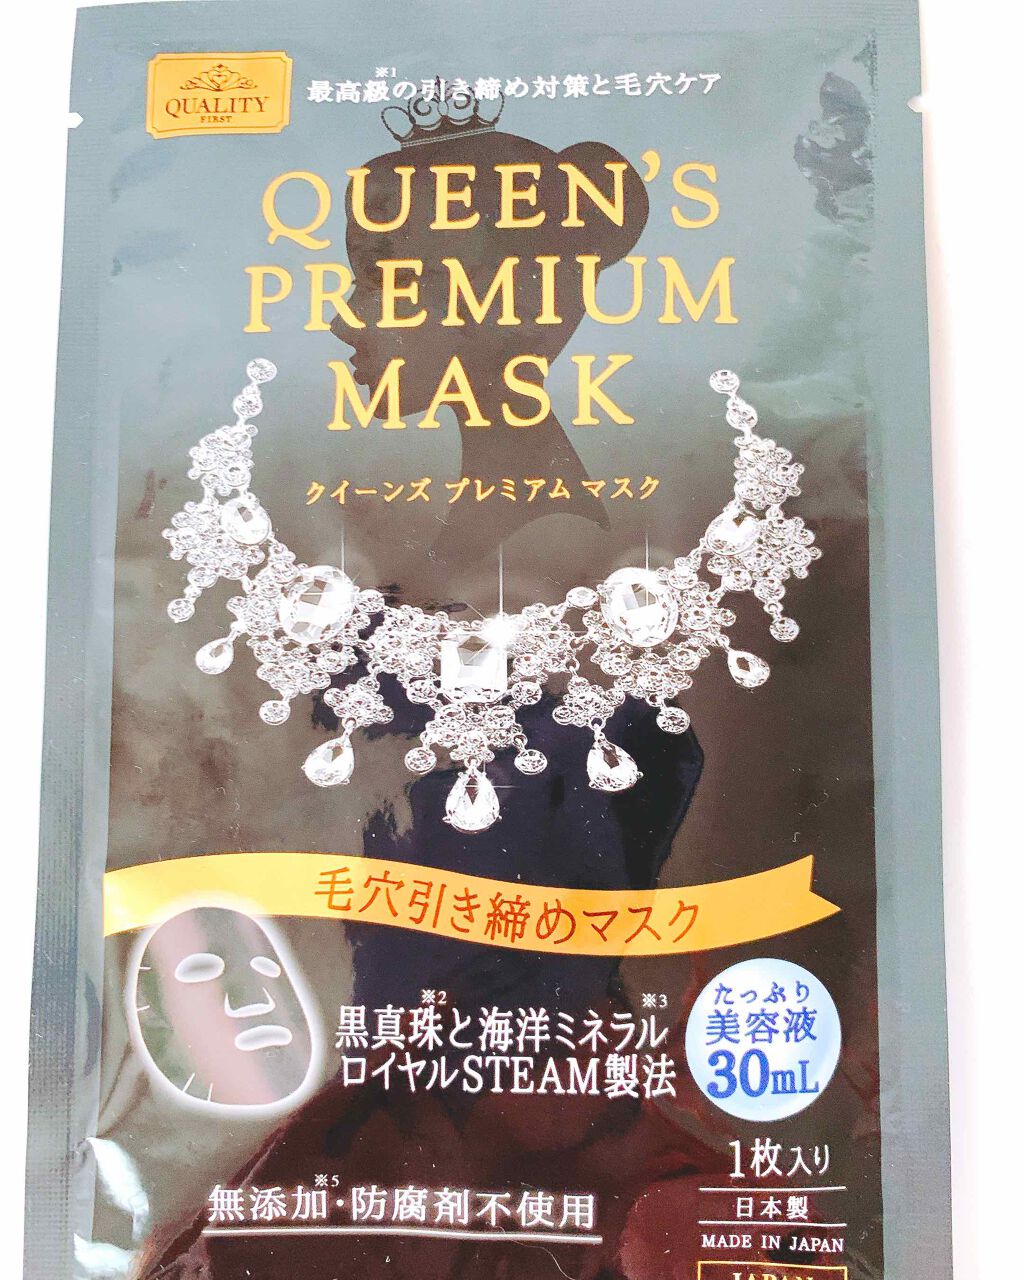 QUALITY
FIRST
※1
最高級の引き締め対策と毛穴ケア
QUEEN'S
PREMIUM
MASK
クイーンズ プレミアム マスク
毛穴引き締めマスク
※2 ※3
黒真珠と海洋ミネラル
ロイヤルSTEAM製法
たっぷり
美容液
30mL
1枚入り
日本製
MADE IN JAPAN
※5
無添加・防腐剤不使用
JAPAN